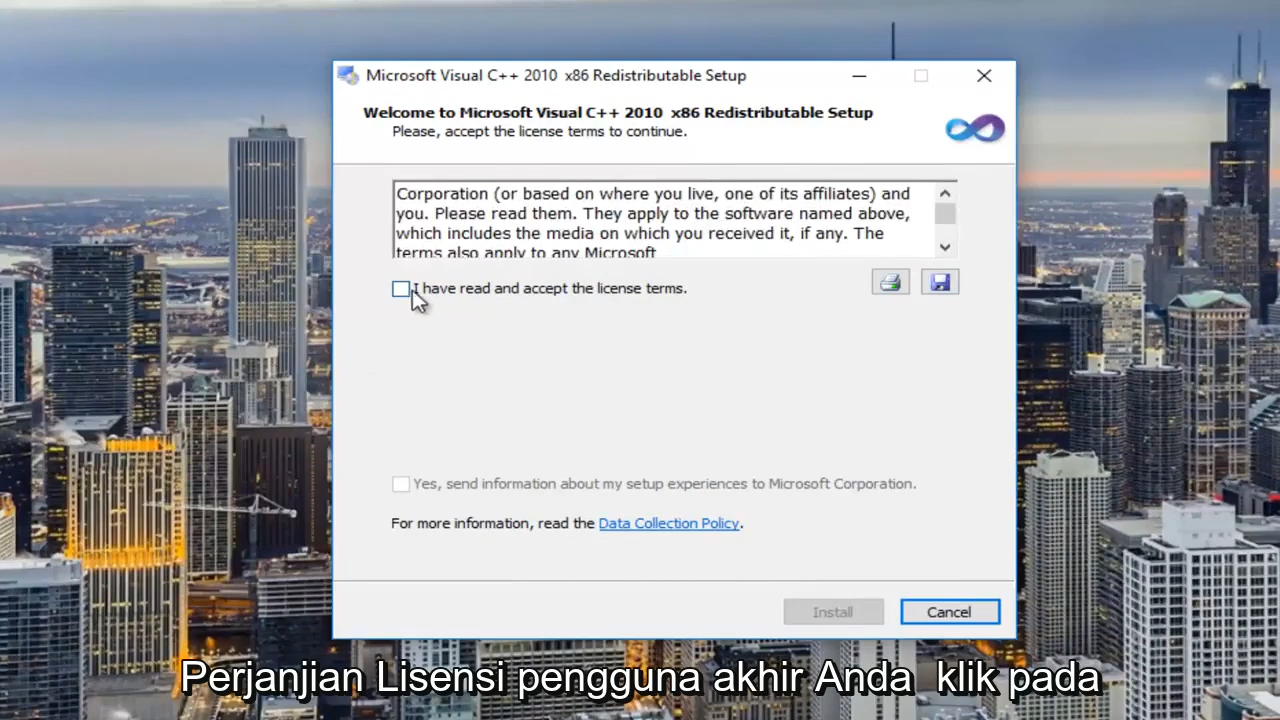 Microsoft Visual C++ 2010  x86 Redistributable Setup
Welcome to Microsoft Visual C++ 2010  x86 Redistributable Setup
Please, accept the license terms to continue.
Corporation (or based on where you live, one of its affiliates) and
you. Please read them. They apply to the software named above,
which includes the media on which you received it, if any. The
terms also apply to any Microsoft
I have read and accept the license terms.
Yes, send information about my setup experiences to Microsoft Corporation.
For more information, read the Data Collection Policy.
Install Cancel
Perjanjian Lisensi pengguna akhir Anda  klik pada